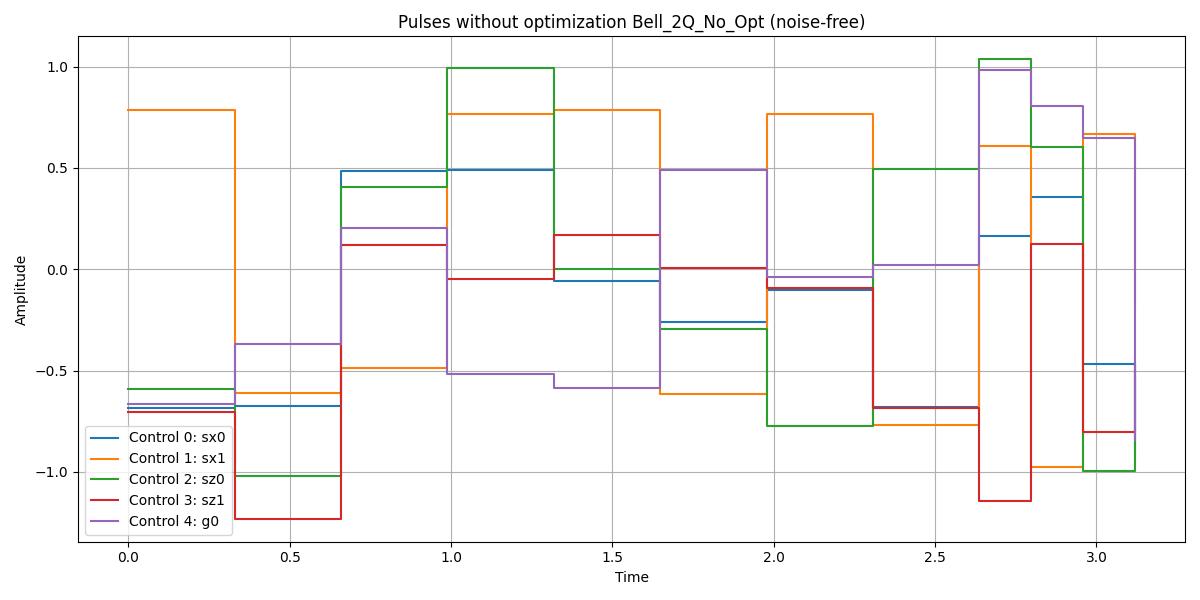 Pulses without optimization Bell_2Q_No_Opt (noise-free)
1.0
0.5
0.0
−0.5
−1.0
Amplitude
Control 0: sx0
Control 1: sx1
Control 2: sz0
Control 3: sz1
Control 4: g0
0.0 0.5 1.0 1.5 2.0 2.5 3.0
Time